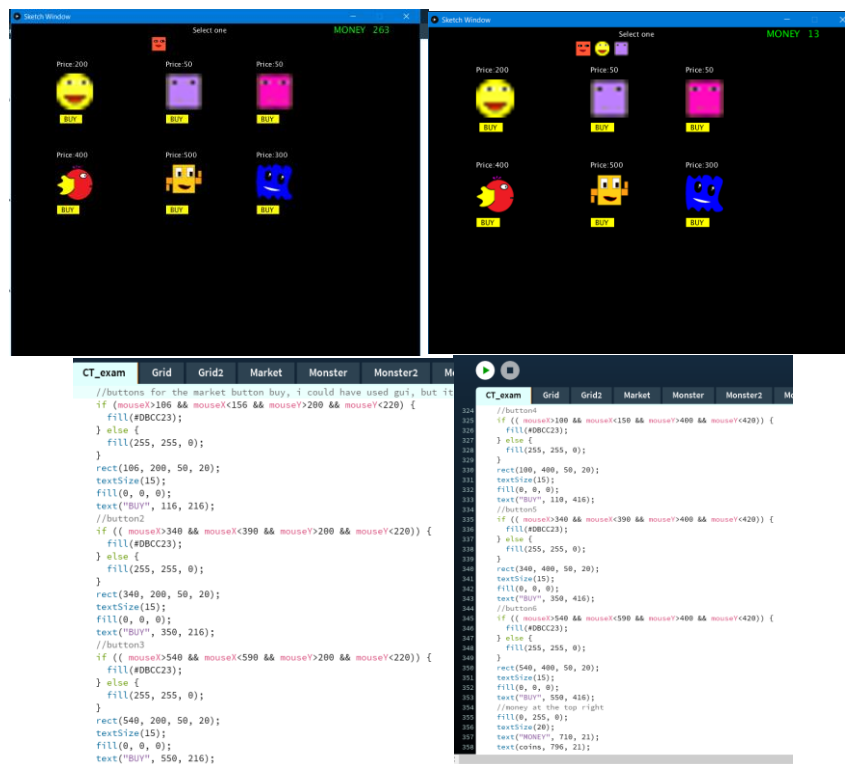 Sketch Window
Select one
MONEY 263
Price:200
Price:50
Price:50
BUY
BUY
BUY
Price:400
Price:500
Price:300
BUY
BUY
BUY
Sketch Window
Select one
MONEY 13
Price:200
Price:50
Price:50
BUY
BUY
BUY
Price:400
Price:500
Price:300
BUY
BUY
BUY
CT_exam Grid Grid2 Market Monster Monster2
//buttons for the market button buy, i could have used gui, but it
if (mouseX>106 && mouseX<156 && mouseY>200 && mouseY<220) {
fill(#DBCC23);
} else {
fill(255, 255, 0);
}
rect(106, 200, 50, 20);
textSize(15);
fill(0, 0, 0);
text("BUY", 116, 216);
//button2
if (( mouseX>340 && mouseX<390 && mouseY>200 && mouseY<220)) {
fill(#DBCC23);
} else {
fill(255, 255, 0);
}
rect(340, 200, 50, 20);
textSize(15);
fill(0, 0, 0);
text("BUY", 350, 216);
//button3
if (( mouseX>540 && mouseX<590 && mouseY>200 && mouseY<220)) {
fill(#DBCC23);
} else {
fill(255, 255, 0);
}
rect(540, 200, 50, 20);
textSize(15);
fill(0, 0, 0);
text("BUY", 550, 216);
CT_exam Grid Grid2 Market Monster Monster2
324 //button4
325 if (( mouseX>100 && mouseX<150 && mouseY>400 && mouseY<420)) {
326 fill(#DBCC23);
327 } else {
328 fill(255, 255, 0);
329 }
330 rect(100, 400, 50, 20);
331 textSize(15);
332 fill(0, 0, 0);
333 text("BUY", 110, 416);
334 //button5
335 if (( mouseX>340 && mouseX<390 && mouseY>400 && mouseY<420)) {
336 fill(#DBCC23);
337 } else {
338 fill(255, 255, 0);
339 }
340 rect(340, 400, 50, 20);
341 textSize(15);
342 fill(0, 0, 0);
343 text("BUY", 350, 416);
344 //button6
345 if (( mouseX>540 && mouseX<590 && mouseY>400 && mouseY<420)) {
346 fill(#DBCC23);
347 } else {
348 fill(255, 255, 0);
349 }
350 rect(540, 400, 50, 20);
351 textSize(15);
352 fill(0, 0, 0);
353 text("BUY", 550, 416);
354 //money at the top right
355 fill(0, 255, 0);
356 textSize(20);
357 text("MONEY", 710, 21);
358 text(coins, 796, 21);